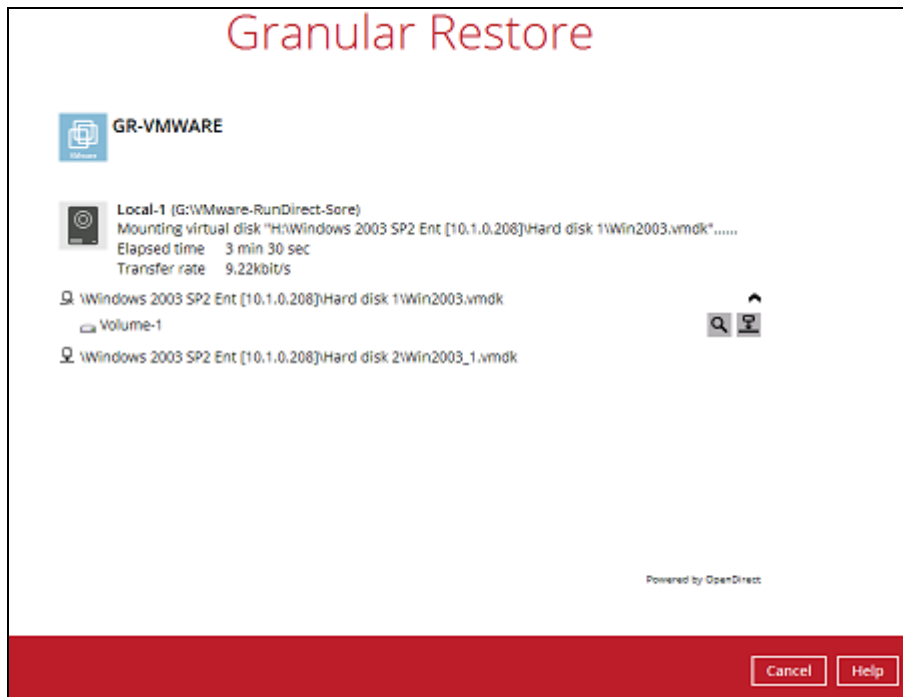 Granular Restore
GR-VMWARE
VMware
Local-1 (G:\VMware-RunDirect-Sore)
Mounting virtual disk "H:\Windows 2003 SP2 Ent [10.1.0.208]\Hard disk 1\Win2003.vmdk"......
Elapsed time 3 min 30 sec
Transfer rate 9.22kbit/s
\Windows 2003 SP2 Ent [10.1.0.208]\Hard disk 1\Win2003.vmdk
Volume-1
\Windows 2003 SP2 Ent [10.1.0.208]\Hard disk 2\Win2003_1.vmdk
Powered by OpenDirect
Cancel Help